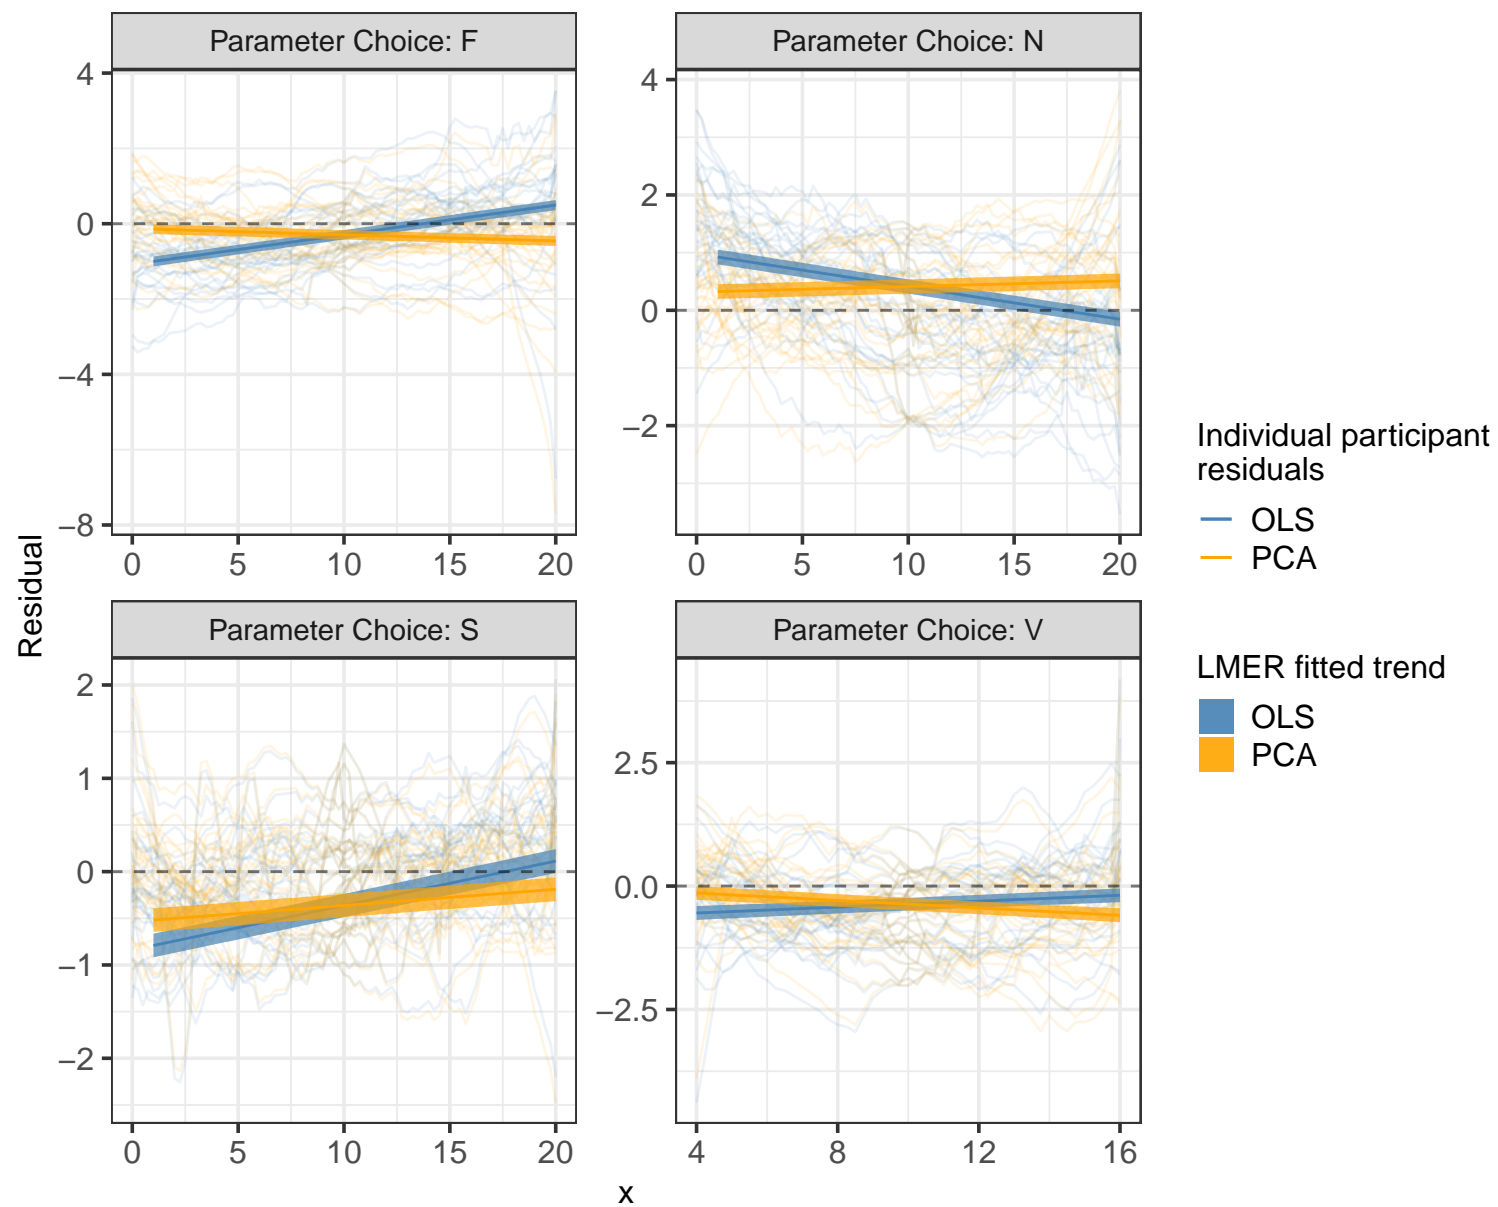 Parameter Choice: F
Parameter Choice: N
4
0
−4
−8
0 5 10 15 20
4
2
0
−2
0 5 10 15 20
Residual
Parameter Choice: S
Parameter Choice: V
2
1
0
−1
−2
0 5 10 15 20
2.5
0.0
−2.5
4 8 12 16
x
Individual participant
residuals
OLS
PCA
LMER fitted trend
OLS
PCA